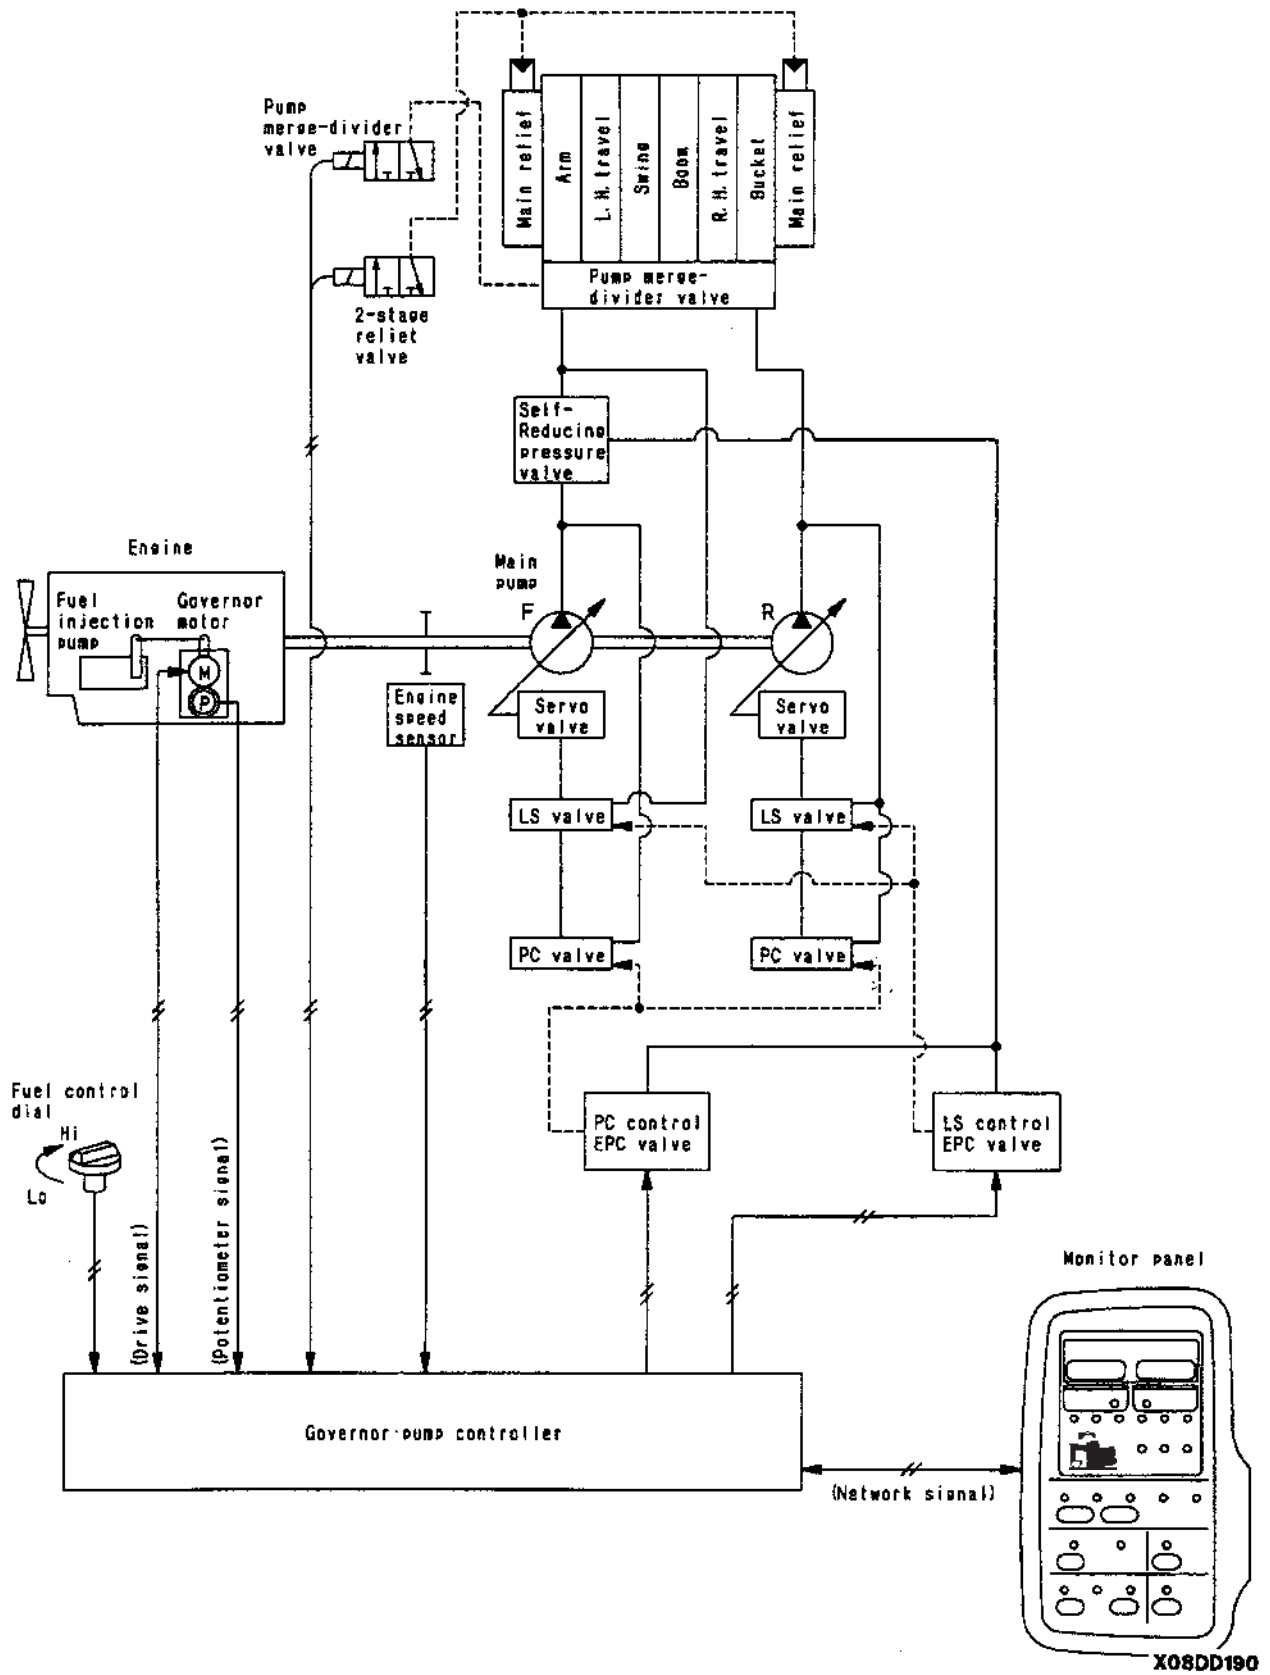 Pump
merge-divider
valve
Main relief
Arm
L.H. travel
Swing
Boom
R.H. travel
Bucket
Main relief
Pump merge-
divider valve
2-stage
reliet
valve
Self-
Reducing
pressure
valve
Engine
Fuel
injection
pump
Governor
motor
M
P
Main
pump
F
R
Engine
speed
sensor
Servo
valve
Servo
valve
LS valve
LS valve
PC valve
PC valve
Fuel control
dial
Hi
Lo
(Drive signal)
(Potentiometer signal)
PC control
EPC valve
LS control
EPC valve
Monitor panel
Governor·pump controller
(Network signal)
X08DD190